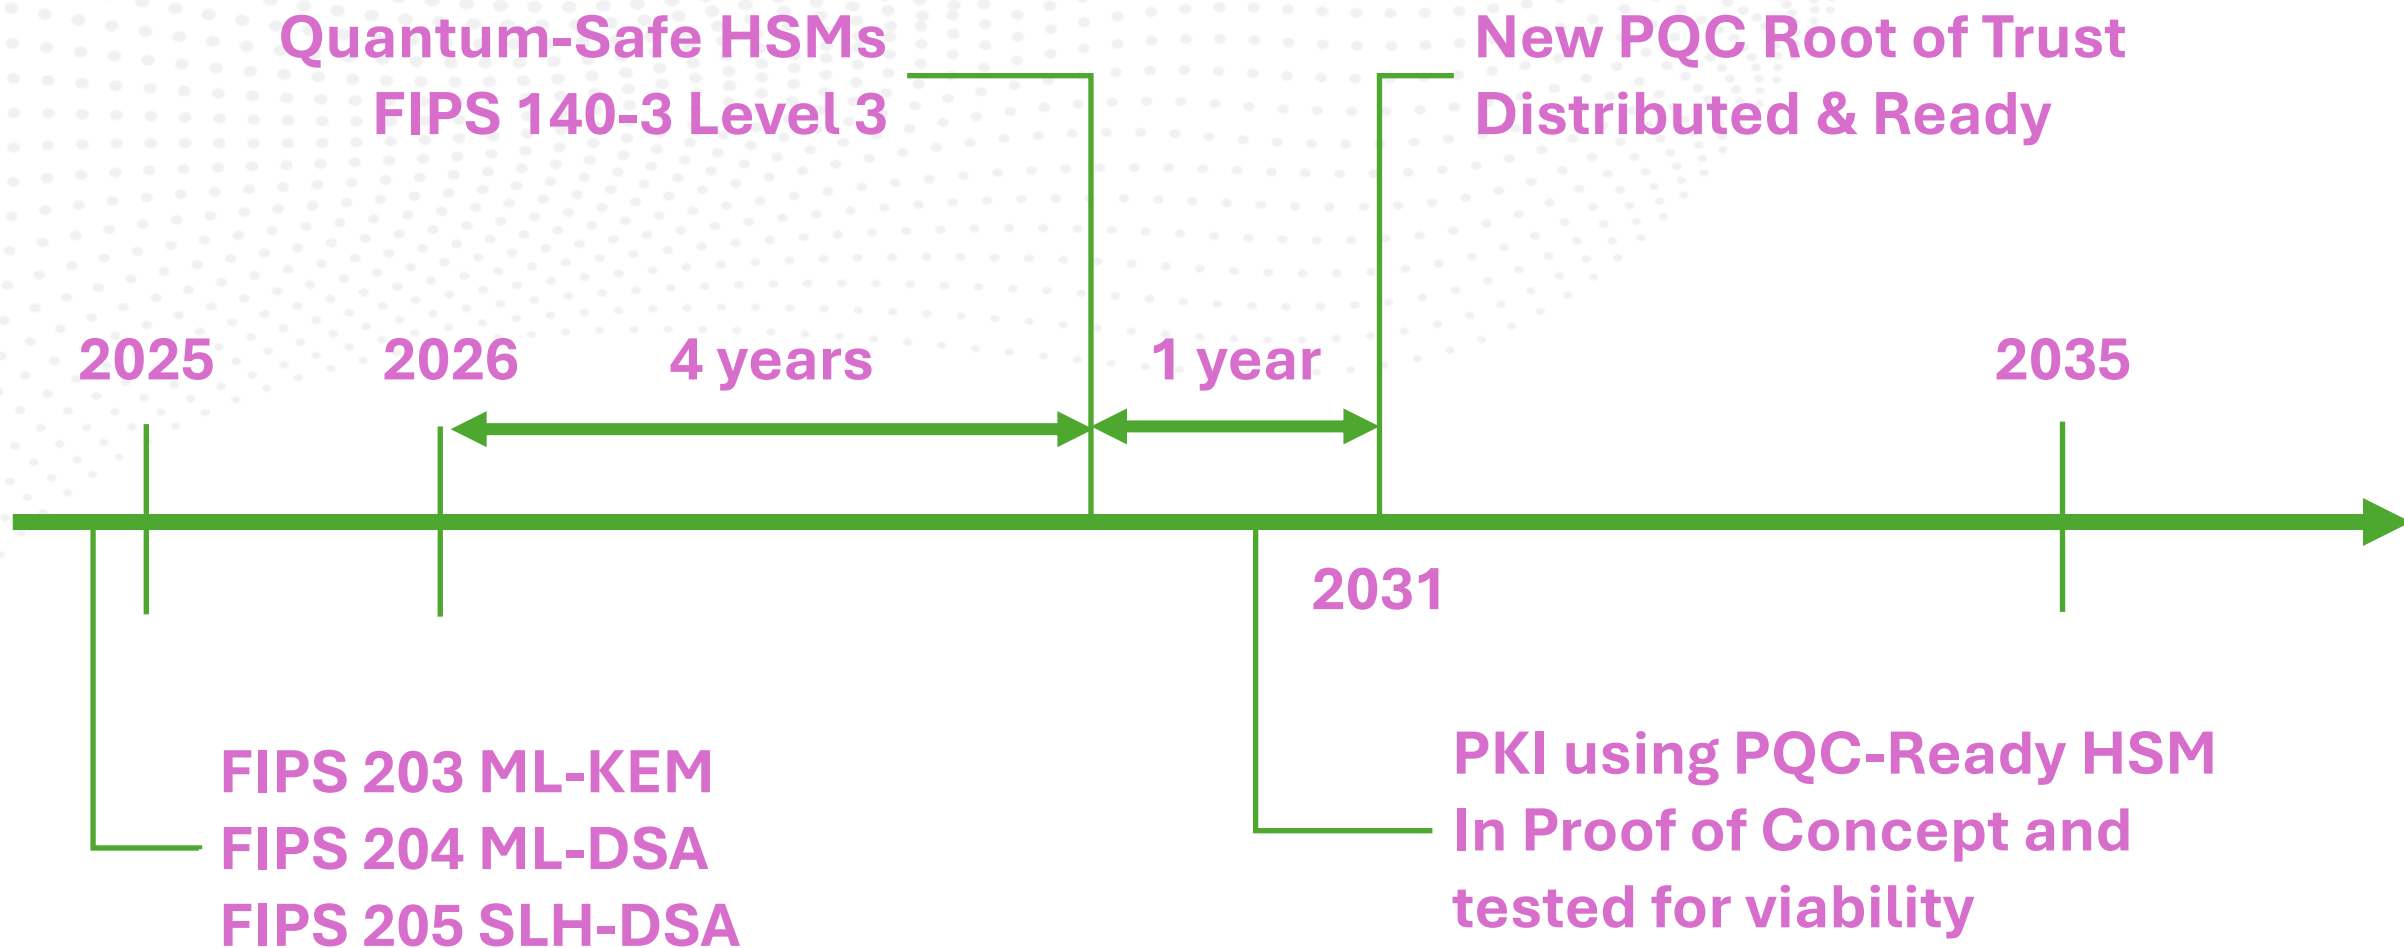 Quantum-Safe HSMs
FIPS 140-3 Level 3
New PQC Root of Trust
Distributed & Ready
2025
2026
4 years
1 year
2035
2031
FIPS 203 ML-KEM
FIPS 204 ML-DSA
FIPS 205 SLH-DSA
PKI using PQC-Ready HSM
In Proof of Concept and
tested for viability